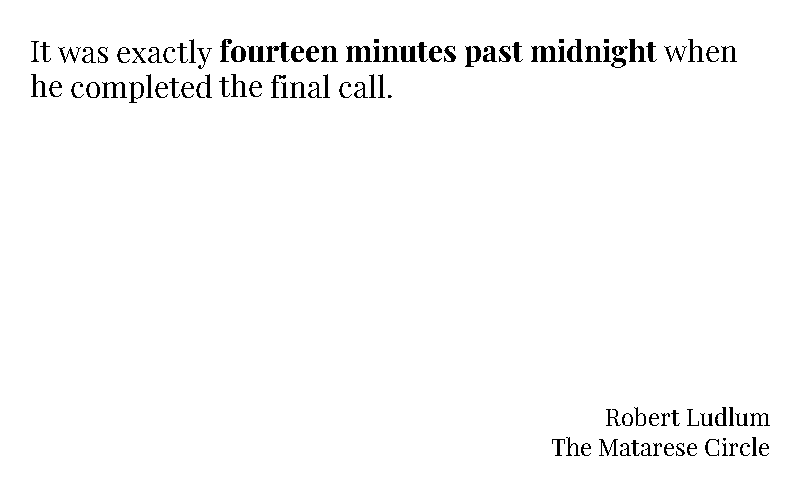 It was exactly fourteen minutes past midnight when
he completed the final call.
Robert Ludlum
The Matarese Circle